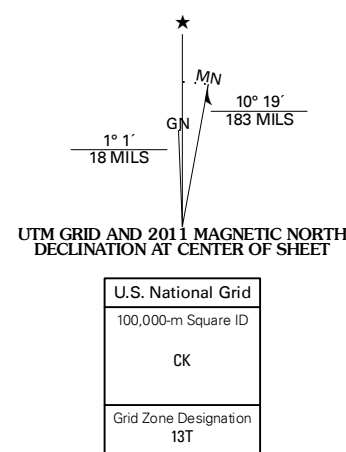 ★
MN
GN
10° 19´
183 MILS
1° 1´
18 MILS
UTM GRID AND 2011 MAGNETIC NORTH
DECLINATION AT CENTER OF SHEET
U.S. National Grid
100,000-m Square ID
CK
Grid Zone Designation
13T